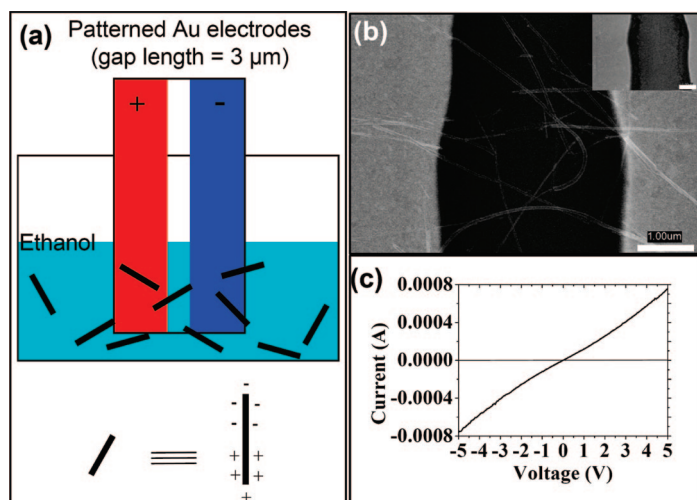 (a) Patterned Au electrodes
(gap length = 3 µm)
+ -
Ethanol
-
- -
- -
+ +
+ +
+
(b)
1.00um
(c)
0.0008
0.0004
0.0000
-0.0004
-0.0008
Current (A)
-5 -4 -3 -2 -1 0 1 2 3 4 5
Voltage (V)